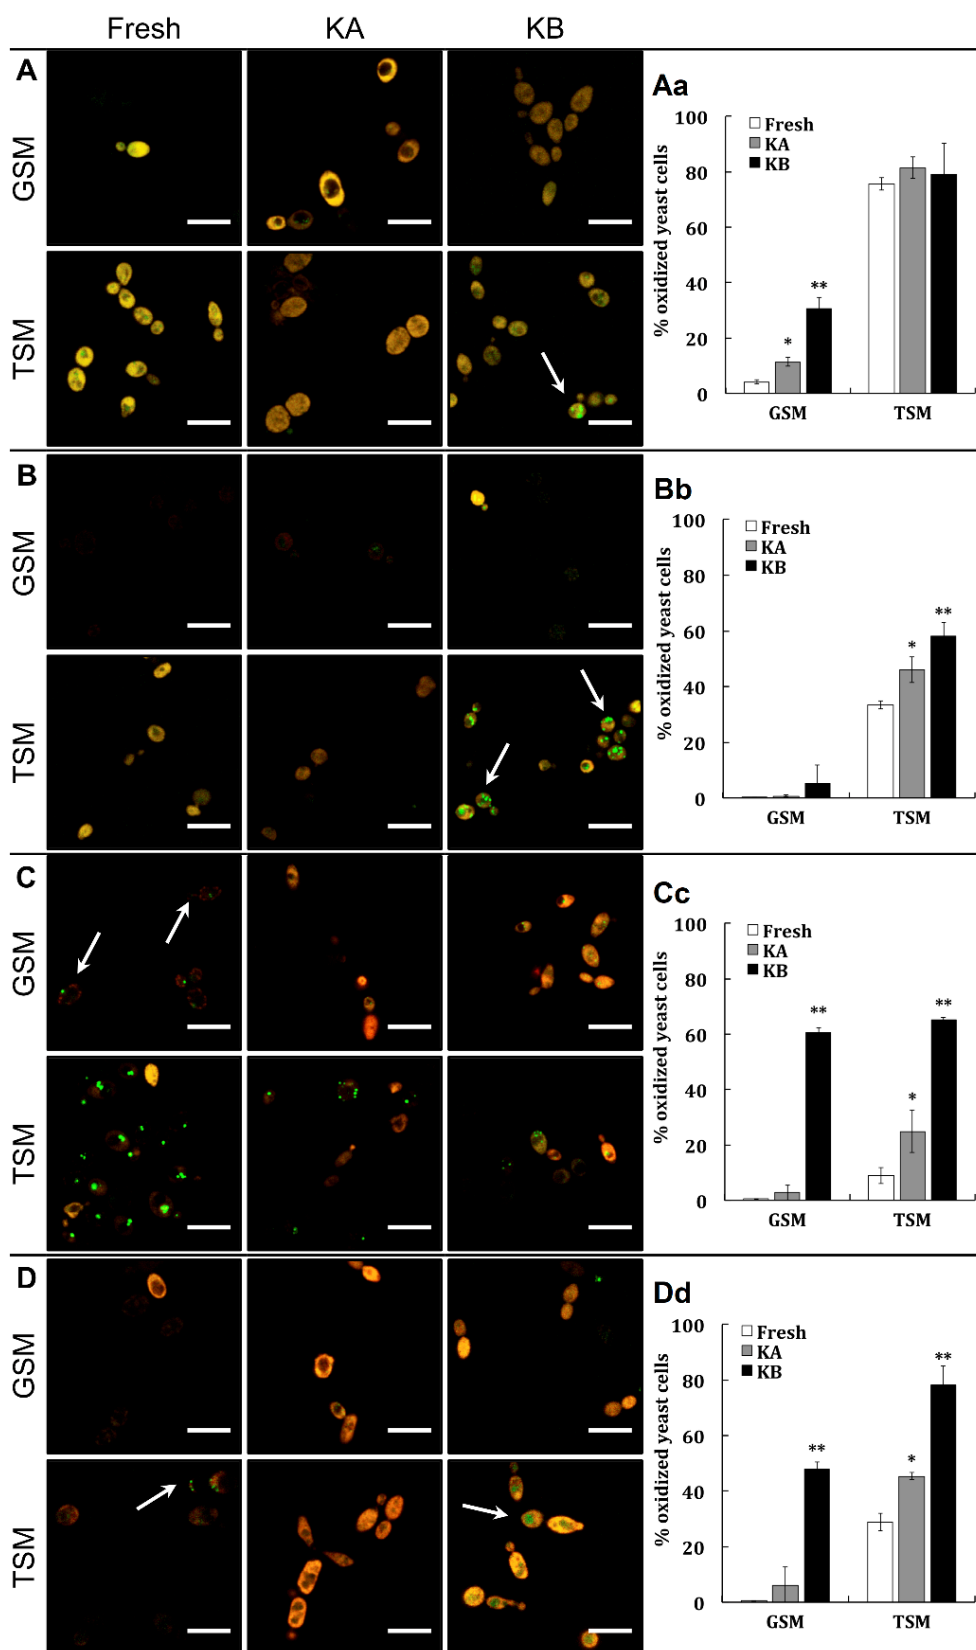 Fresh KA KB
A
GSM
TSM
Aa
% oxidized yeast cells
100
80
60
40
20
0
Fresh
KA
KB
*
**
GSM TSM
B
GSM
TSM
Bb
% oxidized yeast cells
100
80
60
40
20
0
Fresh
KA
KB
*
**
GSM TSM
C
GSM
TSM
Cc
% oxidized yeast cells
100
80
60
40
20
0
Fresh
KA
KB
**
*
**
GSM TSM
D
GSM
TSM
Dd
% oxidized yeast cells
100
80
60
40
20
0
Fresh
KA
KB
**
*
**
GSM TSM